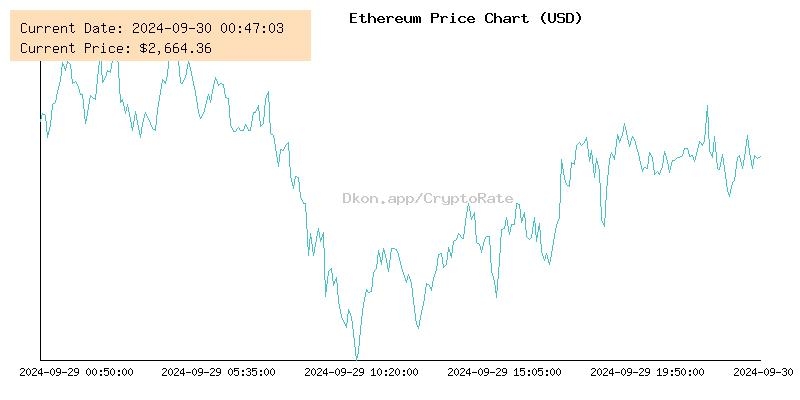 Ethereum Price Chart (USD)
Current Date: 2024-09-30 00:47:03
Current Price: $2,664.36
Dkon.app/CryptoRate
2024-09-29 00:50:00 2024-09-29 05:35:00 2024-09-29 10:20:00 2024-09-29 15:05:00 2024-09-29 19:50:00 2024-09-30